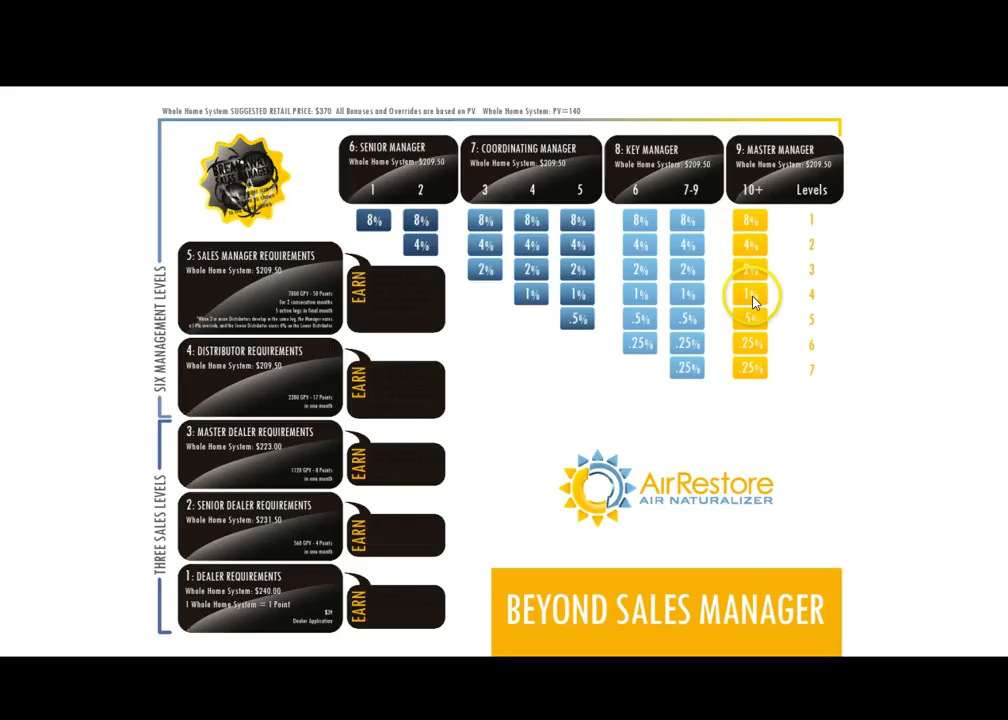 Whole Home System SUGGESTED RETAIL PRICE: $370 All Bonuses and Overrides are based on PV. Whole Home System: PV=140
6: SENIOR MANAGER
Whole Home System: $209.50
1 2
7: COORDINATING MANAGER
Whole Home System: $209.50
3 4 5
8: KEY MANAGER
Whole Home System: $209.50
6 7-9
9: MASTER MANAGER
Whole Home System: $209.50
10+ Levels
8% 8% 8% 8% 8% 8% 8% 8% 1
4% 4% 4% 4% 4% 4% 4% 2
2% 2% 2% 2% 2% 2% 3
1% 1% 1% 1% 1% 4
.5% .5% .5% .5% 5
.25% .25% .25% 6
.25% .25% 7
BREAKAWAY
SALES MANAGER
SIX MANAGEMENT LEVELS
5: SALES MANAGER REQUIREMENTS
Whole Home System: $209.50
7800 GPV - 50 Points
for 2 consecutive months
3 active legs in final month
EARN
4: DISTRIBUTOR REQUIREMENTS
Whole Home System: $209.50
2380 GPV - 17 Points
in one month
EARN
THREE SALES LEVELS
3: MASTER DEALER REQUIREMENTS
Whole Home System: $223.00
1120 GPV - 8 Points
in one month
EARN
2: SENIOR DEALER REQUIREMENTS
Whole Home System: $231.50
560 GPV - 4 Points
in one month
EARN
1: DEALER REQUIREMENTS
Whole Home System: $240.00
1 Whole Home System = 1 Point
$39
Dealer Application
EARN
AirRestore
AIR NATURALIZER
BEYOND SALES MANAGER